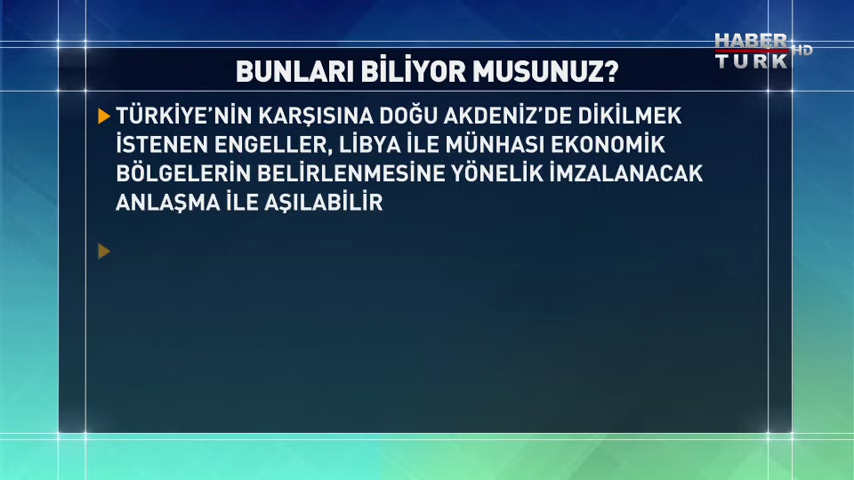 HABER
TURK HD
BUNLARI BİLİYOR MUSUNUZ?
TÜRKİYE'NİN KARŞISINA DOĞU AKDENİZ'DE DİKİLMEK
İSTENEN ENGELLER, LİBYA İLE MÜNHASI EKONOMİK
BÖLGELERİN BELİRLENMESİNE YÖNELİK İMZALANACAK
ANLAŞMA İLE AŞILABİLİR